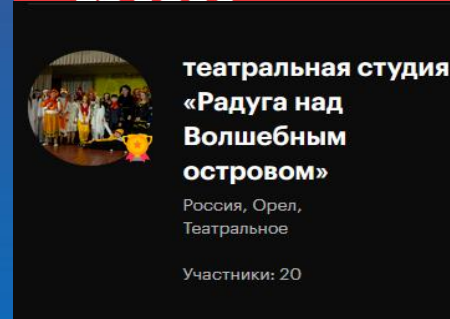 театральная студия
«Радуга над
Волшебным
островом»
Россия, Орел,
Театральное
Участники: 20